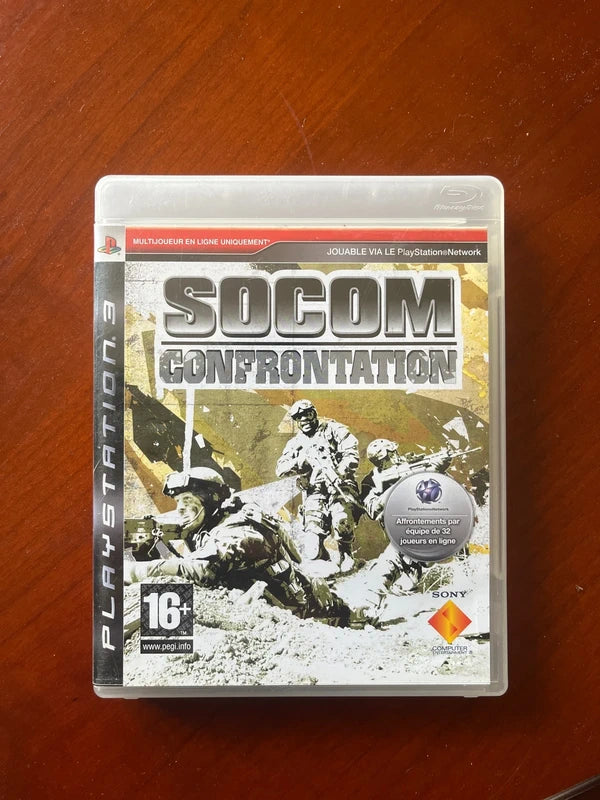 Blu-ray Disc
MULTIJOUEUR EN LIGNE UNIQUEMENT*
JOUABLE VIA LE PlayStation®Network
PLAYSTATION 3
SOCOM
CONFRONTATION
PlayStation®Network
Affrontements par
équipe de 32
joueurs en ligne
16+
www.pegi.info
SONY
COMPUTER
ENTERTAINMENT®